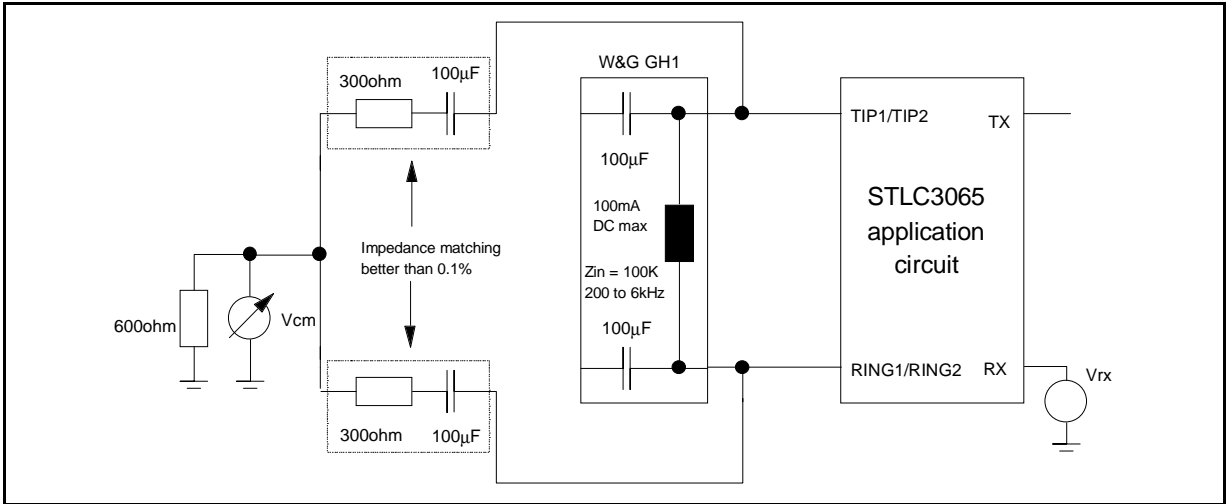 W&G GH1
300ohm
100μF
TIP1/TIP2
TX
100μF
STLC3065
application
circuit
100mA
DC max
Impedance matching
better than 0.1%
Zin = 100K
200 to 6kHz
600ohm
Vcm
100μF
RING1/RING2
RX
Vrx
300ohm
100μF